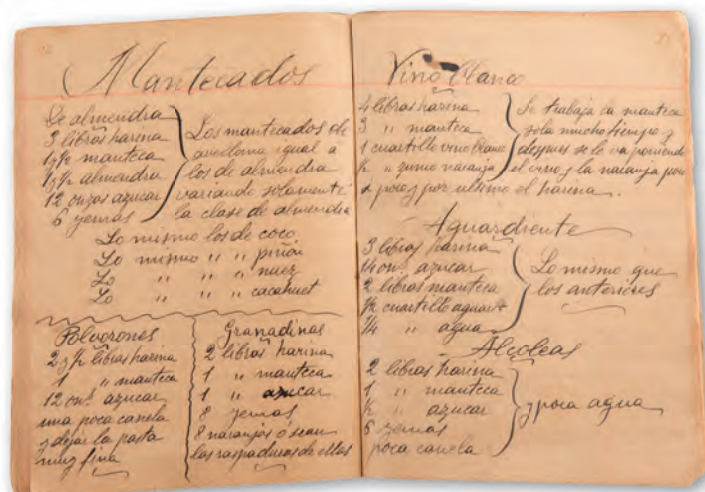 Mantecados
De almendra
3 libras harina
1 y ½ manteca
1 y ½ almendra
12 onzas azucar
6 yemas
Los mantecados de
avellana igual á
los de almendra
variando solamente
la clase de almendra
Lo mismo los de coco
Lo mismo " " piñon
Lo " " " nuez
Lo " " " cacahuet
Polvorones
2 y ½ libras harina
1 " manteca
12 onz. azucar
una poca canela
y dejar la pasta
muy fina
Granadinas
2 libras harina
1 " manteca
1 " azucar
8 yemas
8 naranjas ó sean
las raspaduras de ellas
Vino blanco
4 libras harina
3 " manteca
1 cuartillo vino blanco
½ " zumo naranja
Se trabaja la manteca
sola mucho tiempo y
despues se le va poniendo
el vino y la naranja poco
a poco y por ultimo el harina.
Aguardiente
3 libras harina
onz. azucar
2 libras manteca
½ cuartillo aguar
¼ " agua
Lo mismo que
los anteriores
Alcoleas
2 libras harina
1 " manteca
½ " azucar
6 yemas
poca canela
y poca agua